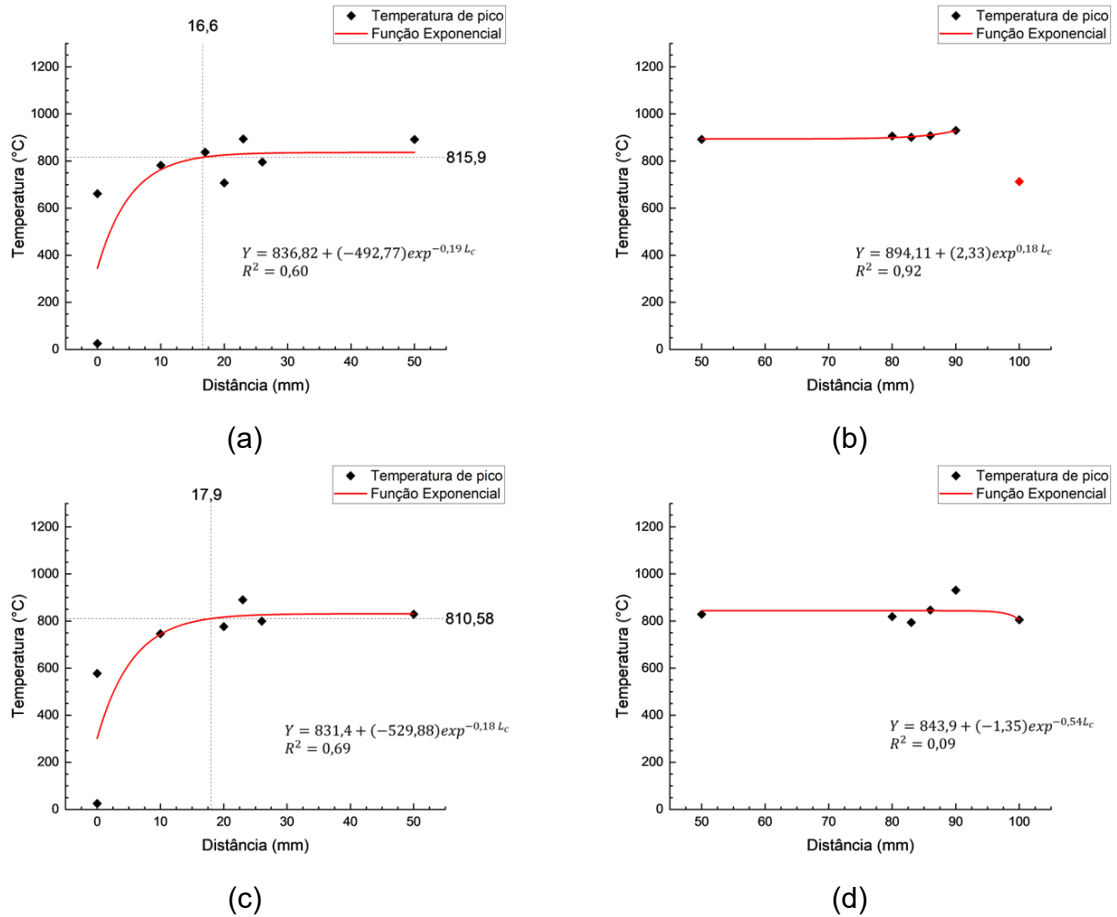 Temperatura de pico
Função Exponencial
16,6
1200
1000
800
600
400
200
0
Temperatura (°C)
815,9
Y = 836,82 + (−492,77)exp^{−0,19 L_c}
R² = 0,60
0 10 20 30 40 50
Distância (mm)
(a)
Temperatura de pico
Função Exponencial
1200
1000
800
600
400
200
0
Temperatura (°C)
Y = 894,11 + (2,33)exp^{0,18 L_c}
R² = 0,92
50 60 70 80 90 100
Distância (mm)
(b)
Temperatura de pico
Função Exponencial
17,9
1200
1000
800
600
400
200
0
Temperatura (°C)
810,58
Y = 831,4 + (−529,88)exp^{−0,18 L_c}
R² = 0,69
0 10 20 30 40 50
Distância (mm)
(c)
Temperatura de pico
Função Exponencial
1200
1000
800
600
400
200
0
Temperatura (°C)
Y = 843,9 + (−1,35)exp^{−0,54L_c}
R² = 0,09
50 60 70 80 90 100
Distância (mm)
(d)